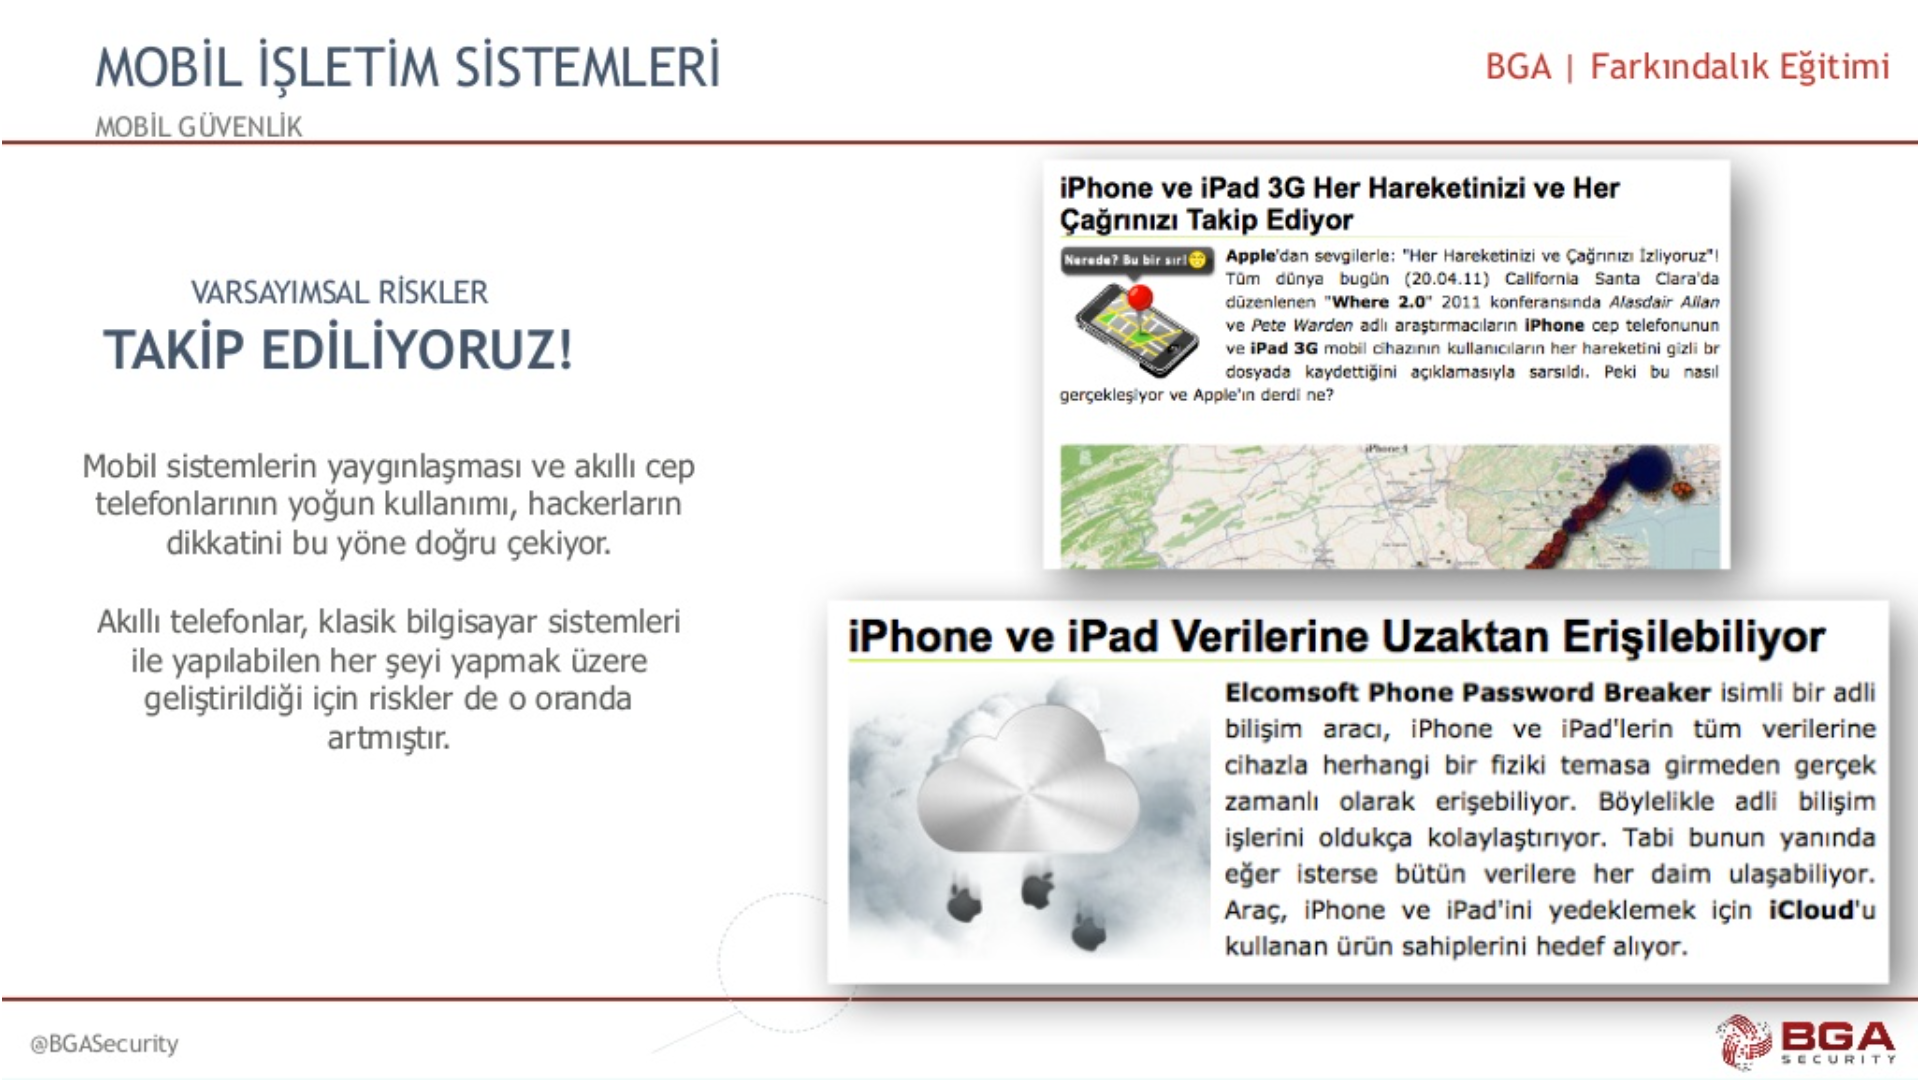 MOBİL İŞLETİM SİSTEMLERİ
BGA | Farkındalık Eğitimi
MOBİL GÜVENLİK
VARSAYIMSAL RİSKLER
TAKİP EDİLİYORUZ!
Mobil sistemlerin yaygınlaşması ve akıllı cep
telefonlarının yoğun kullanımı, hackerların
dikkatini bu yöne doğru çekiyor.
Akıllı telefonlar, klasik bilgisayar sistemleri
ile yapılabilen her şeyi yapmak üzere
geliştirildiği için riskler de o oranda
artmıştır.
iPhone ve iPad 3G Her Hareketinizi ve Her
Çağrınızı Takip Ediyor
Nerede? Bu bir sır!
Apple'dan sevgilerle: "Her Hareketinizi ve Çağrınızı İzliyoruz"!
Tüm dünya bugün (20.04.11) California Santa Clara'da
düzenlenen "Where 2.0" 2011 konferansında Alasdair Allan
ve Pete Warden adlı araştırmacıların iPhone cep telefonunun
ve iPad 3G mobil cihazının kullanıcıların her hareketini gizli br
dosyada kaydettiğini açıklamasıyla sarsıldı. Peki bu nasıl
gerçekleşiyor ve Apple'ın derdi ne?
iPhone 4
iPhone ve iPad Verilerine Uzaktan Erişilebiliyor
Elcomsoft Phone Password Breaker isimli bir adli
bilişim aracı, iPhone ve iPad'lerin tüm verilerine
cihazla herhangi bir fiziki temasa girmeden gerçek
zamanlı olarak erişebiliyor. Böylelikle adli bilişim
işlerini oldukça kolaylaştırıyor. Tabi bunun yanında
eğer isterse bütün verilere her daim ulaşabiliyor.
Araç, iPhone ve iPad'ini yedeklemek için iCloud'u
kullanan ürün sahiplerini hedef alıyor.
@BGASecurity
BGA
SECURITY